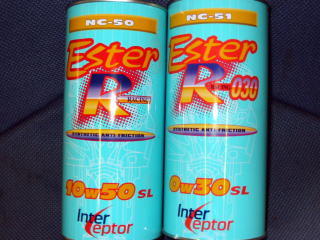 NC-50
Ester
R
RACING
SYNTHETIC ANTI-FRICTION
10w50 SL
Inter
ceptor
NC-51
Ester
R
030
SYNTHETIC ANTI-FRICTION
0w30 SL
Inter
ceptor